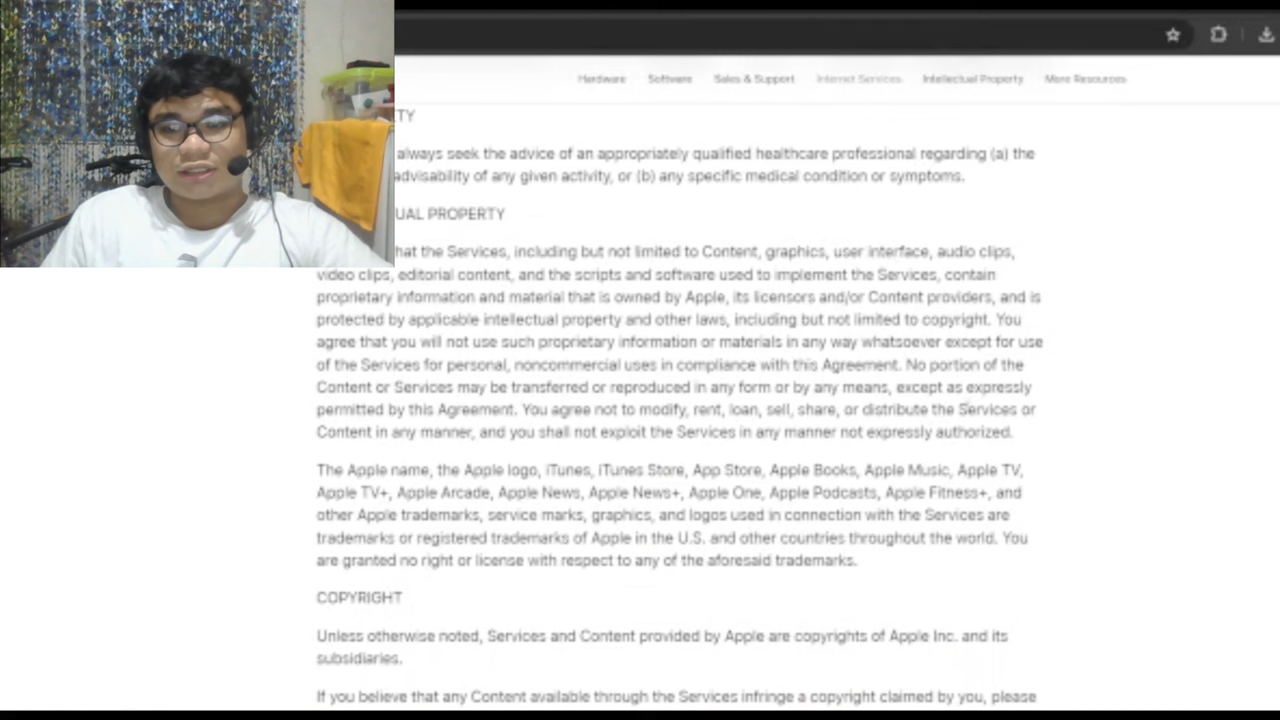 Hardware Software Sales & Support Internet Services Intellectual Property More Resources
TY
always seek the advice of an appropriately qualified healthcare professional regarding (a) the
advisability of any given activity, or (b) any specific medical condition or symptoms.
UAL PROPERTY
hat the Services, including but not limited to Content, graphics, user interface, audio clips,
video clips, editorial content, and the scripts and software used to implement the Services, contain
proprietary information and material that is owned by Apple, its licensors and/or Content providers, and is
protected by applicable intellectual property and other laws, including but not limited to copyright. You
agree that you will not use such proprietary information or materials in any way whatsoever except for use
of the Services for personal, noncommercial uses in compliance with this Agreement. No portion of the
Content or Services may be transferred or reproduced in any form or by any means, except as expressly
permitted by this Agreement. You agree not to modify, rent, loan, sell, share, or distribute the Services or
Content in any manner, and you shall not exploit the Services in any manner not expressly authorized.
The Apple name, the Apple logo, iTunes, iTunes Store, App Store, Apple Books, Apple Music, Apple TV,
Apple TV+, Apple Arcade, Apple News, Apple News+, Apple One, Apple Podcasts, Apple Fitness+, and
other Apple trademarks, service marks, graphics, and logos used in connection with the Services are
trademarks or registered trademarks of Apple in the U.S. and other countries throughout the world. You
are granted no right or license with respect to any of the aforesaid trademarks.
COPYRIGHT
Unless otherwise noted, Services and Content provided by Apple are copyrights of Apple Inc. and its
subsidiaries.
If you believe that any Content available through the Services infringe a copyright claimed by you, please